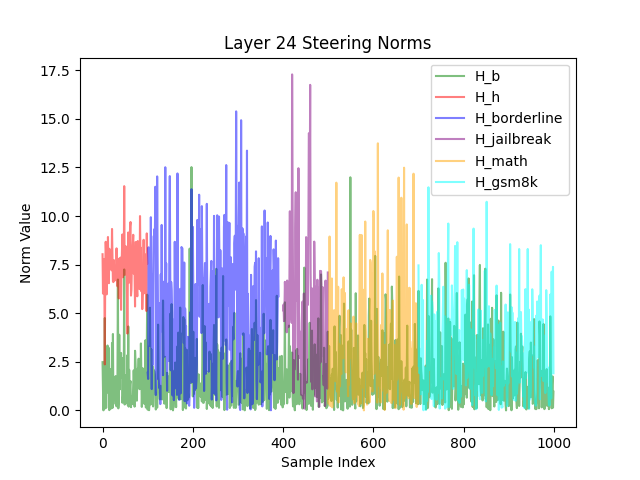 Layer 24 Steering Norms
17.5
15.0
12.5
10.0
7.5
5.0
2.5
0.0
Norm Value
H_b
H_h
H_borderline
H_jailbreak
H_math
H_gsm8k
0 200 400 600 800 1000
Sample Index